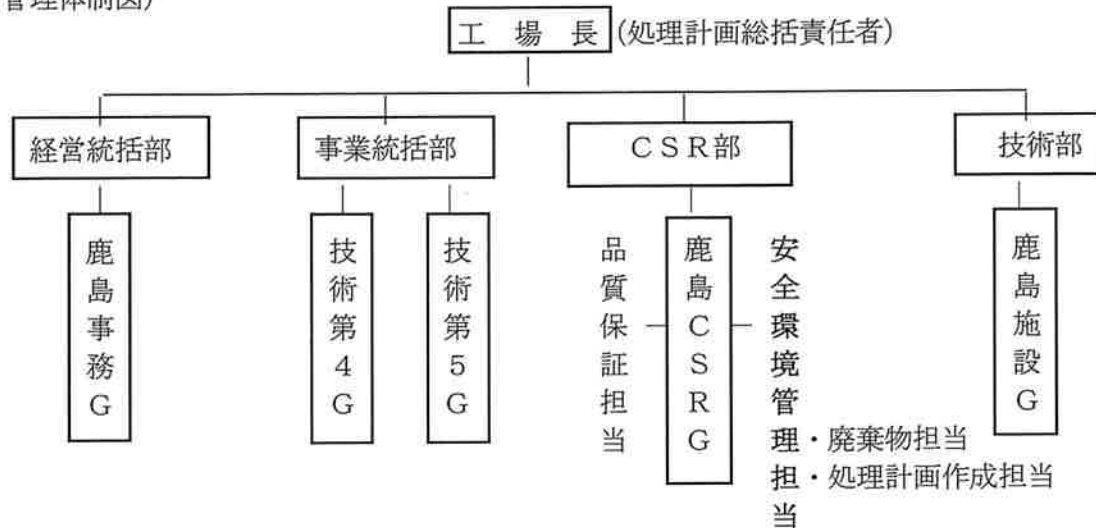 管理体制図)
工 場 長 (処理計画総括責任者)
経営統括部
事業統括部
CSR部
技術部
鹿島事務G
技術第4G
技術第5G
品質保証担当
鹿島CSRG
安全環境管理担当
・廃棄物担当
・処理計画作成担当
鹿島施設G